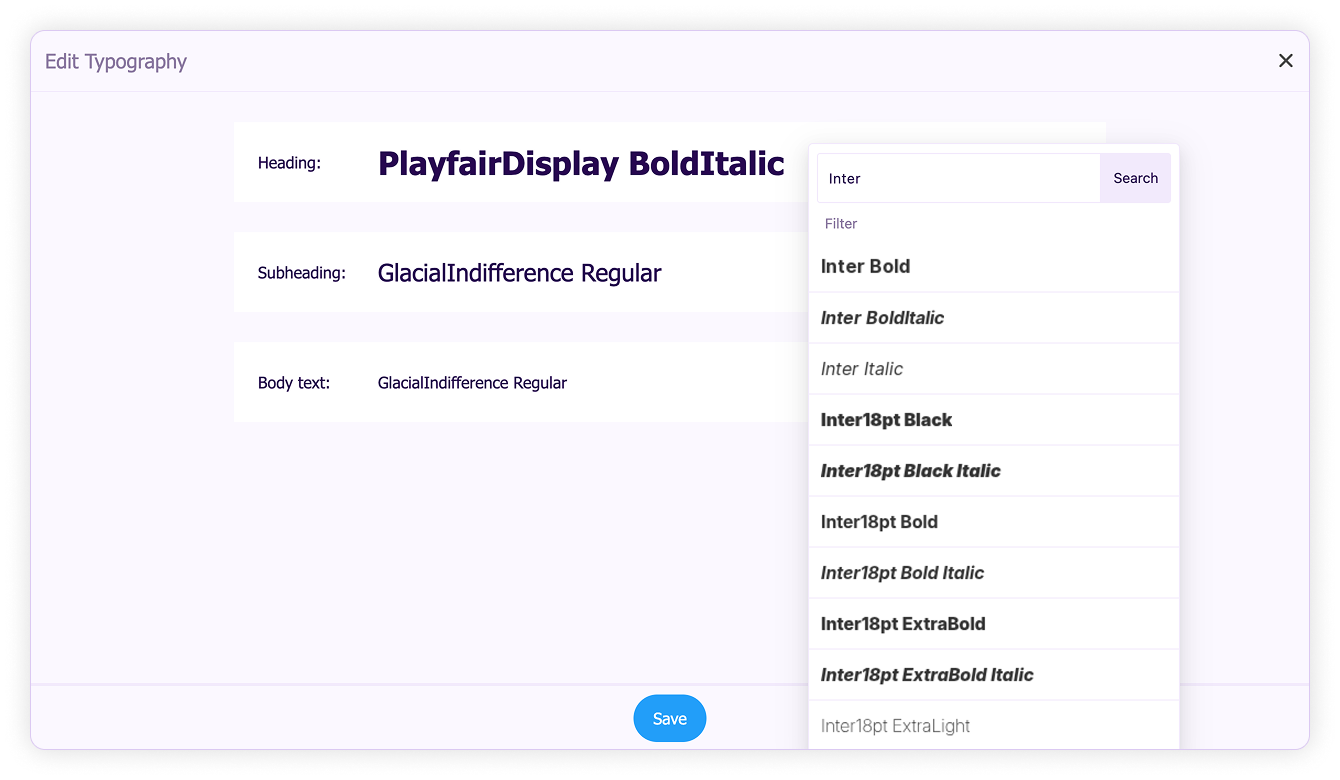 Edit Typography
Heading:
PlayfairDisplay BoldItalic
Subheading:
GlacialIndifference Regular
Body text:
GlacialIndifference Regular
Inter
Search
Filter
Inter Bold
Inter BoldItalic
Inter Italic
Inter18pt Black
Inter18pt Black Italic
Inter18pt Bold
Inter18pt Bold Italic
Inter18pt ExtraBold
Inter18pt ExtraBold Italic
Inter18pt ExtraLight
Save